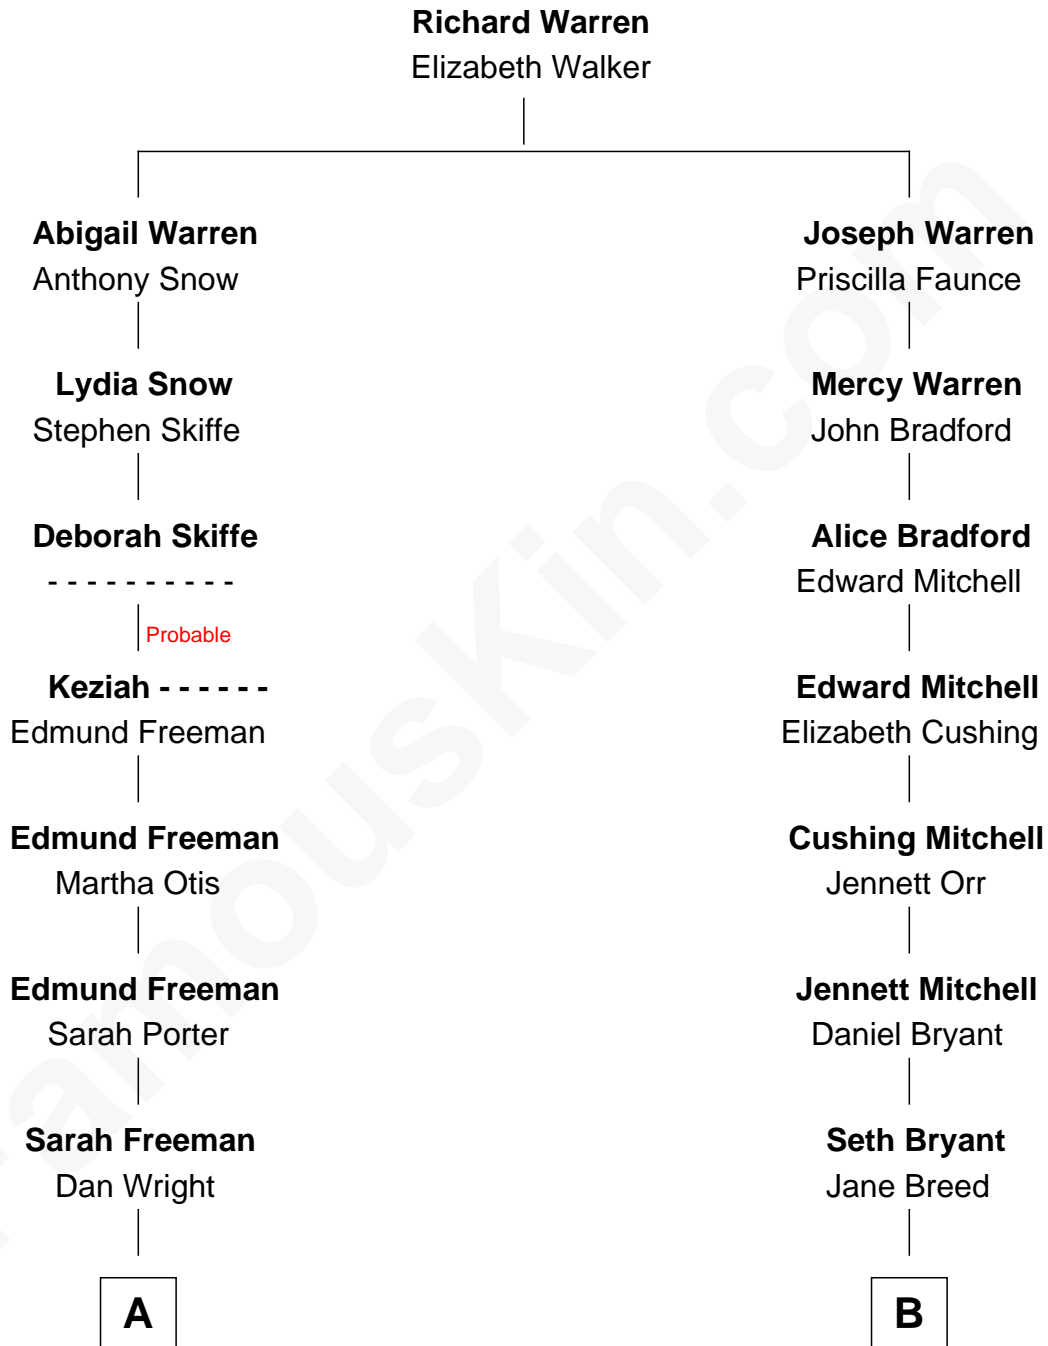 Richard Warren
Elizabeth Walker
Abigail Warren
Anthony Snow
Lydia Snow
Stephen Skiffe
Deborah Skiffe
- - - - - - - - - -
Probable
Keziah - - - - - -
Edmund Freeman
Edmund Freeman
Martha Otis
Edmund Freeman
Sarah Porter
Sarah Freeman
Dan Wright
A
Joseph Warren
Priscilla Faunce
Mercy Warren
John Bradford
Alice Bradford
Edward Mitchell
Edward Mitchell
Elizabeth Cushing
Cushing Mitchell
Jennett Orr
Jennett Mitchell
Daniel Bryant
Seth Bryant
Jane Breed
B
FamousKin.com